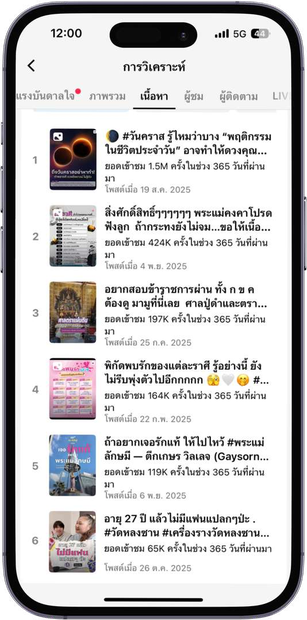 12:00
5G 44
การวิเคราะห์
แรงบันดาลใจ ภาพรวม เนื้อหา ผู้ชม ผู้ติดตาม LIV
1
🌘 #วันคราส รู้ไหมว่าบาง “พฤติกรรม
ในชีวิตประจำวัน” อาจทำให้ดวงคุณ...
ยอดเข้าชม 1.5M ครั้งในช่วง 365 วันที่ผ่าน
มา
โพสต์เมื่อ 19 ส.ค. 2025
2
สิ่งศักดิ์สิทธิ์ๆๆๆๆๆๆ พระแม่คงคาโปรด
ฟังลูก ถ้ากระทงยังไม่จม...ขอให้เนื้อ...
ยอดเข้าชม 424K ครั้งในช่วง 365 วันที่ผ่าน
มา
โพสต์เมื่อ 4 พ.ย. 2025
3
อยากสอบข้าราชการผ่าน ทั้ง ก ข ค
ต้องดู มามูที่นี่เลย ศาลปู่ดำและตรา...
ยอดเข้าชม 197K ครั้งในช่วง 365 วันที่ผ่าน
มา
โพสต์เมื่อ 25 ก.ค. 2025
4
พิกัดพบรักของแต่ละราศี รู้อย่างนี้ ยัง
ไม่รีบพุ่งตัวไปอีกกกกก 🫣🤍🤭 #...
ยอดเข้าชม 164K ครั้งในช่วง 365 วันที่ผ่าน
มา
โพสต์เมื่อ 22 ก.พ. 2025
5
ถ้าอยากเจอรักแท้ ให้ไปไหว้ #พระแม่
ลักษมี — ตึกเกษร วิลเลจ (Gaysorn...
ยอดเข้าชม 119K ครั้งในช่วง 365 วันที่ผ่าน
มา
โพสต์เมื่อ 6 พ.ย. 2025
6
อายุ 27 ปี แล้วไม่มีแฟนแปลกๆปะ .
#วัดหลงซาน #เครื่องรางวัดหลงซาน...
ยอดเข้าชม 65K ครั้งในช่วง 365 วันที่ผ่านมา
โพสต์เมื่อ 26 ต.ค. 2025